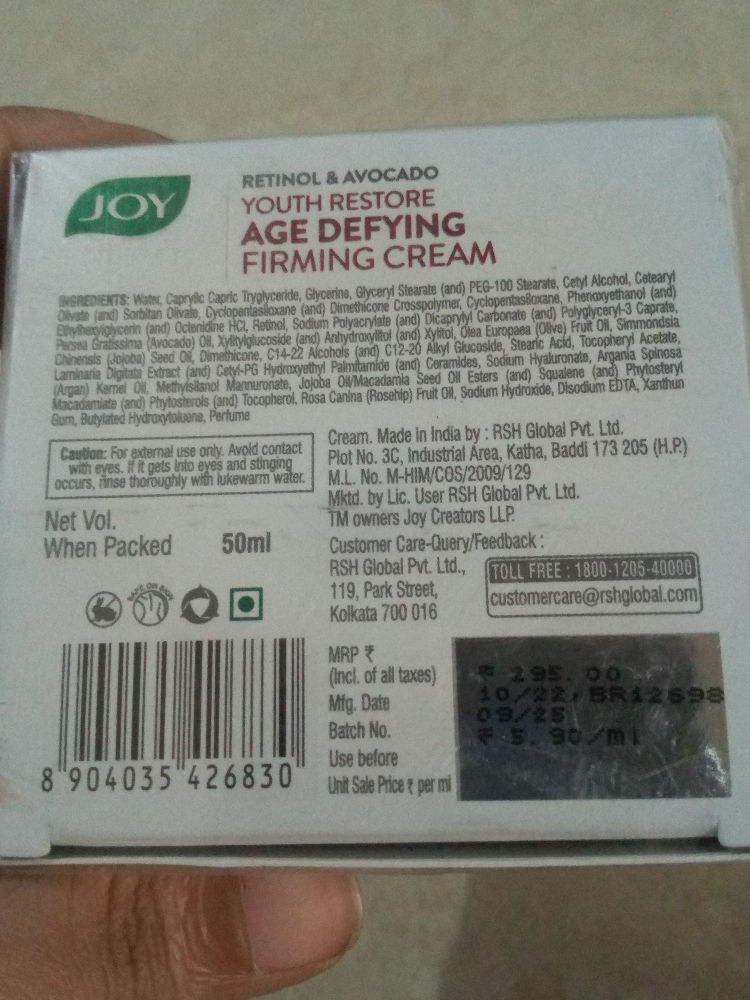 JOY
RETINOL & AVOCADO
YOUTH RESTORE
AGE DEFYING
FIRMING CREAM
INGREDIENTS: Water, Caprylic Capric Tryglyceride, Glycerine, Glyceryl Stearate (and) PEG-100 Stearate, Cetyl Alcohol, Cetearyl
Olivate (and) Sorbitan Olivate, Cyclopentasiloxane (and) Dimethicone Crosspolymer, Cyclopentasiloxane, Phenoxyethanol (and)
Ethylhexyiglycerin (and) Octenidine HCl, Retinol, Sodium Polyacrylate (and) Dicaprylyl Carbonate (and) Polyglyceryl-3 Caprate,
Persea Gratissima (Avocado) Oil, Xylitylglucoside (and) Anhydroxylitol (and) Xylitol, Olea Europaea (Olive) Fruit Oil, Simmondsia
Chinensis (Jojoba) Seed Oil, Dimethicone, C14-22 Alcohols (and) C12-20 Alkyl Glucoside, Stearic Acid, Tocopheryl Acetate,
Laminaria Digitata Extract (and) Cetyl-PG Hydroxyethyl Palmitamide (and) Ceramides, Sodium Hyaluronate, Argania Spinosa
(Argan) Kernel Oil, Methylsilanol Mannuronate, Jojoba Oil/Macadamia Seed Oil Esters (and) Squalene (and) Phytosteryl
Macadamiate (and) Phytosterols (and) Tocopherol, Rosa Canina (Rosehip) Fruit Oil, Sodium Hydroxide, Disodium EDTA, Xanthun
Gum, Butylated Hydroxytoluene, Perfume
Caution: For external use only. Avoid contact
with eyes. If it gets into eyes and stinging
occurs, rinse thoroughly with lukewarm water.
Net Vol.
When Packed 50ml
Cream. Made in India by : RSH Global Pvt. Ltd.
Plot No. 3C, Industrial Area, Katha, Baddi 173 205 (H.P.)
M.L. No. M-HIM/COS/2009/129
Mktd. by Lic. User RSH Global Pvt. Ltd.
TM owners Joy Creators LLP.
Customer Care-Query/Feedback :
RSH Global Pvt. Ltd.,
119, Park Street,
Kolkata 700 016
TOLL FREE : 1800-1205-40000
customercare@rshglobal.com
SAFE ON SKIN
8 904035 426830
MRP ₹
(Incl. of all taxes)
Mfg. Date
Batch No.
Use before
Unit Sale Price ₹ per ml
₹ 295.00
10/22, BR12698
09/25
₹ 5.90/ml